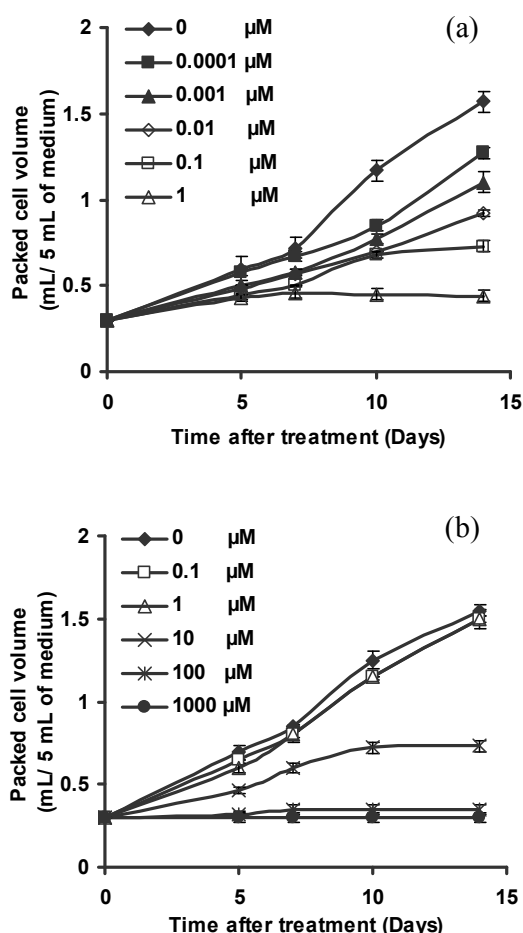 (a)
2
1.5
1
0.5
0
0 µM
0.0001 µM
0.001 µM
0.01 µM
0.1 µM
1 µM
Packed cell volume
(mL/ 5 mL of medium)
0 5 10 15
Time after treatment (Days)
(b)
2
1.5
1
0.5
0
0 µM
0.1 µM
1 µM
10 µM
100 µM
1000 µM
Packed cell volume
(mL/ 5 mL of medium)
0 5 10 15
Time after treatment (Days)